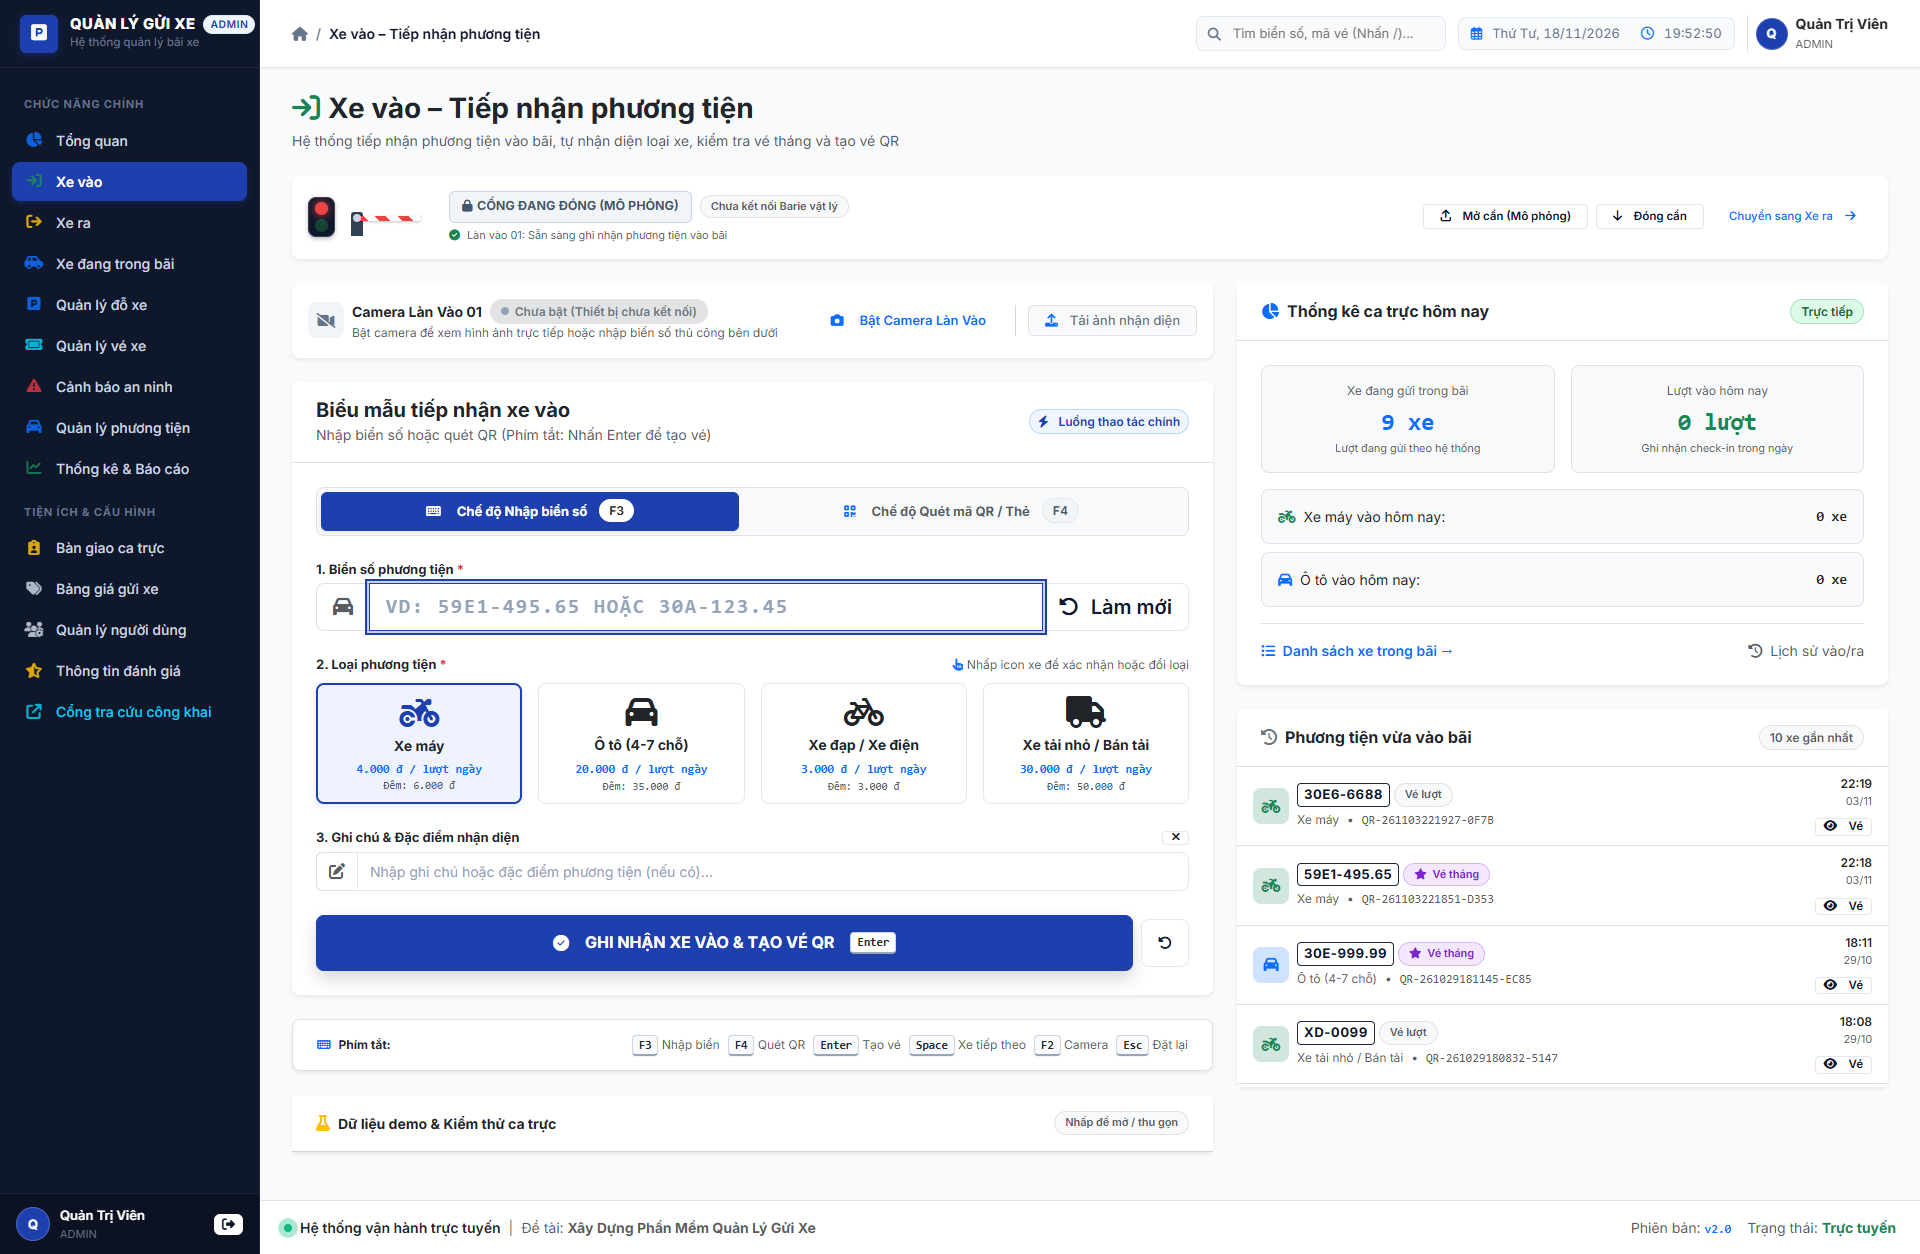 QUẢN LÝ GỬI XE ADMIN
Hệ thống quản lý bãi xe
CHỨC NĂNG CHÍNH
Tổng quan
Xe vào
Xe ra
Xe đang trong bãi
Quản lý đỗ xe
Quản lý vé xe
Cảnh báo an ninh
Quản lý phương tiện
Thống kê & Báo cáo
TIỆN ÍCH & CẤU HÌNH
Bàn giao ca trực
Bảng giá gửi xe
Quản lý người dùng
Thông tin đánh giá
Cổng tra cứu công khai
Q Quản Trị Viên
ADMIN
/ Xe vào – Tiếp nhận phương tiện
Tìm biển số, mã vé (Nhấn /)...
Thứ Tư, 18/11/2026 19:52:50
Q Quản Trị Viên
ADMIN
Xe vào – Tiếp nhận phương tiện
Hệ thống tiếp nhận phương tiện vào bãi, tự nhận diện loại xe, kiểm tra vé tháng và tạo vé QR
CỔNG ĐANG ĐÓNG (MÔ PHỎNG) Chưa kết nối Barie vật lý
Làn vào 01: Sẵn sàng ghi nhận phương tiện vào bãi
Mở cần (Mô phỏng) Đóng cần Chuyển sang Xe ra →
Camera Làn Vào 01 Chưa bật (Thiết bị chưa kết nối)
Bật camera để xem hình ảnh trực tiếp hoặc nhập biển số thủ công bên dưới
Bật Camera Làn Vào Tải ảnh nhận diện
Biểu mẫu tiếp nhận xe vào
Nhập biển số hoặc quét QR (Phím tắt: Nhấn Enter để tạo vé)
Luồng thao tác chính
Chế độ Nhập biển số F3 Chế độ Quét mã QR / Thẻ F4
1. Biển số phương tiện *
VD: 59E1-495.65 HOẶC 30A-123.45 Làm mới
2. Loại phương tiện * Nhấp icon xe để xác nhận hoặc đổi loại
Xe máy
4.000 đ / lượt ngày
Đêm: 6.000 đ
Ô tô (4-7 chỗ)
20.000 đ / lượt ngày
Đêm: 35.000 đ
Xe đạp / Xe điện
3.000 đ / lượt ngày
Đêm: 3.000 đ
Xe tải nhỏ / Bán tải
30.000 đ / lượt ngày
Đêm: 50.000 đ
3. Ghi chú & Đặc điểm nhận diện ✕
Nhập ghi chú hoặc đặc điểm phương tiện (nếu có)...
GHI NHẬN XE VÀO & TẠO VÉ QR Enter
Phím tắt: F3 Nhập biển F4 Quét QR Enter Tạo vé Space Xe tiếp theo F2 Camera Esc Đặt lại
Dữ liệu demo & Kiểm thử ca trực Nhấp để mở / thu gọn
Thống kê ca trực hôm nay Trực tiếp
Xe đang gửi trong bãi
9 xe
Lượt đang gửi theo hệ thống
Lượt vào hôm nay
0 lượt
Ghi nhận check-in trong ngày
Xe máy vào hôm nay: 0 xe
Ô tô vào hôm nay: 0 xe
Danh sách xe trong bãi → Lịch sử vào/ra
Phương tiện vừa vào bãi 10 xe gần nhất
30E6-6688 Vé lượt 22:19
Xe máy • QR-261103221927-0F7B 03/11
Vé
59E1-495.65 Vé tháng 22:18
Xe máy • QR-261103221851-D353 03/11
Vé
30E-999.99 Vé tháng 18:11
Ô tô (4-7 chỗ) • QR-261029181145-EC85 29/10
Vé
XD-0099 Vé lượt 18:08
Xe tải nhỏ / Bán tải • QR-261029180832-5147 29/10
Vé
Hệ thống vận hành trực tuyến | Đề tài: Xây Dựng Phần Mềm Quản Lý Gửi Xe
Phiên bản: v2.0 Trạng thái: Trực tuyến